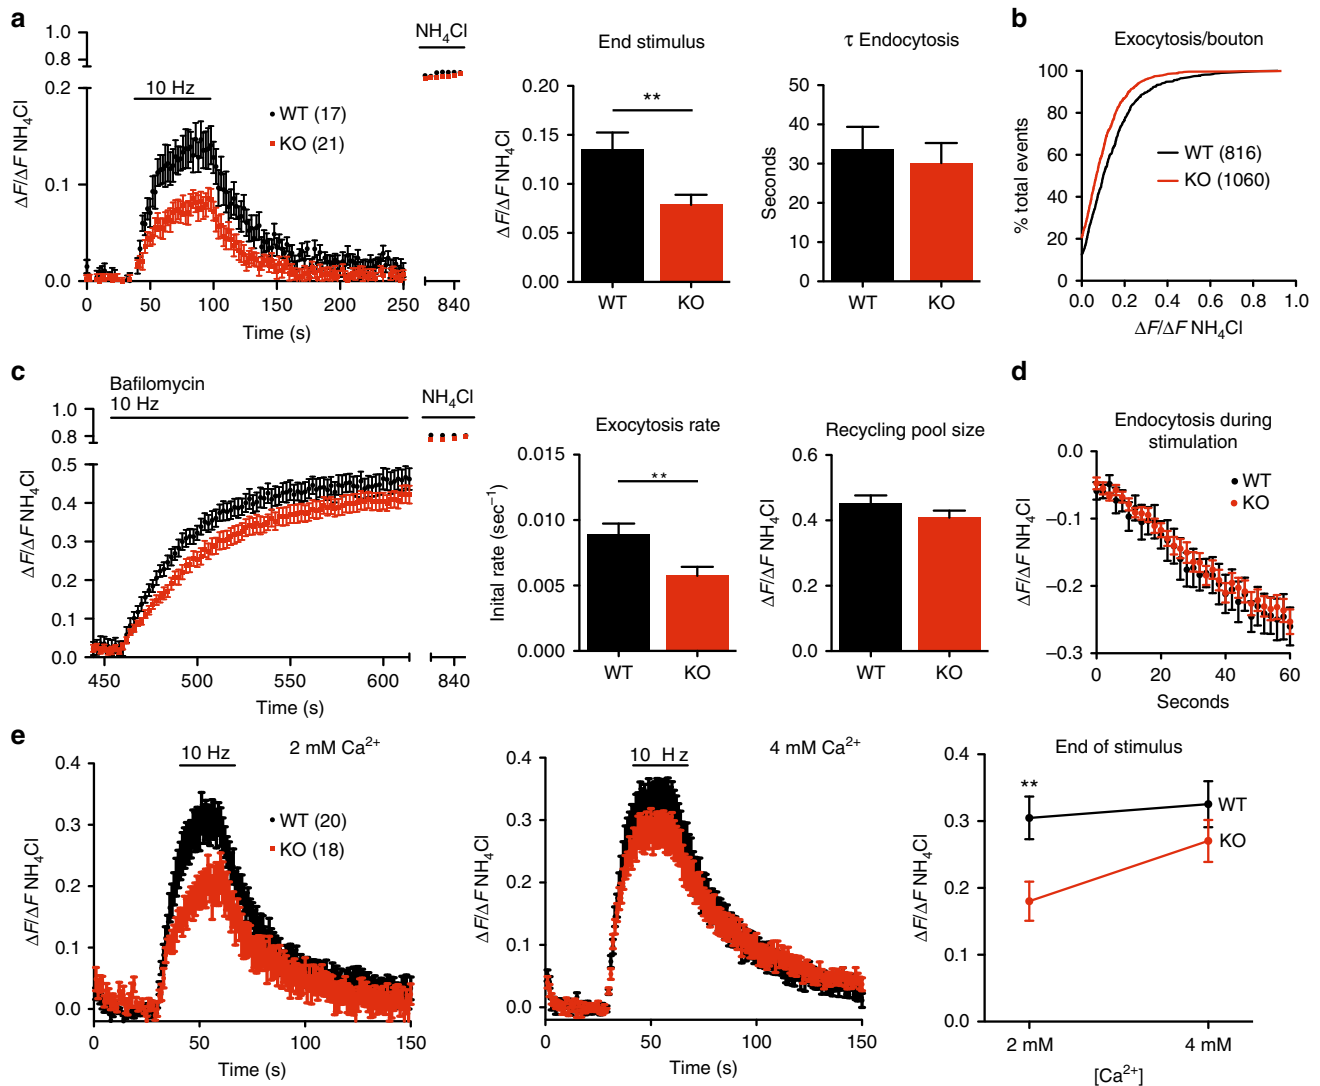 a
NH4Cl
1.0
0.8
0.2
0.1
0.0
ΔF/ΔF NH4Cl
10 Hz
WT (17)
KO (21)
0 50 100 150 200 250 840
Time (s)
End stimulus
**
0.20
0.15
0.10
0.05
0.00
ΔF/ΔF NH4Cl
WT KO
τ Endocytosis
50
40
30
20
10
0
Seconds
WT KO
b
Exocytosis/bouton
100
80
60
40
20
0
% total events
WT (816)
KO (1060)
0.0 0.2 0.4 0.6 0.8 1.0
ΔF/ΔF NH4Cl
c
Bafilomycin
10 Hz
NH4Cl
1.0
0.8
0.5
0.4
0.3
0.2
0.1
0.0
ΔF/ΔF NH4Cl
450 500 550 600 840
Time (s)
Exocytosis rate
**
0.015
0.010
0.005
0.000
Inital rate (sec−1)
WT KO
Recycling pool size
0.6
0.4
0.2
0.0
ΔF/ΔF NH4Cl
WT KO
d
Endocytosis during
stimulation
WT
KO
0.0
−0.1
−0.2
−0.3
ΔF/ΔF NH4Cl
0 20 40 60
Seconds
e
10 Hz
2 mM Ca2+
WT (20)
KO (18)
0.4
0.3
0.2
0.1
0.0
ΔF/ΔF NH4Cl
0 50 100 150
Time (s)
10 Hz
4 mM Ca2+
0.4
0.3
0.2
0.1
0.0
ΔF/ΔF NH4Cl
0 50 100 150
Time (s)
End of stimulus
**
WT
KO
0.4
0.3
0.2
0.1
0.0
ΔF/ΔF NH4Cl
2 mM 4 mM
[Ca2+]